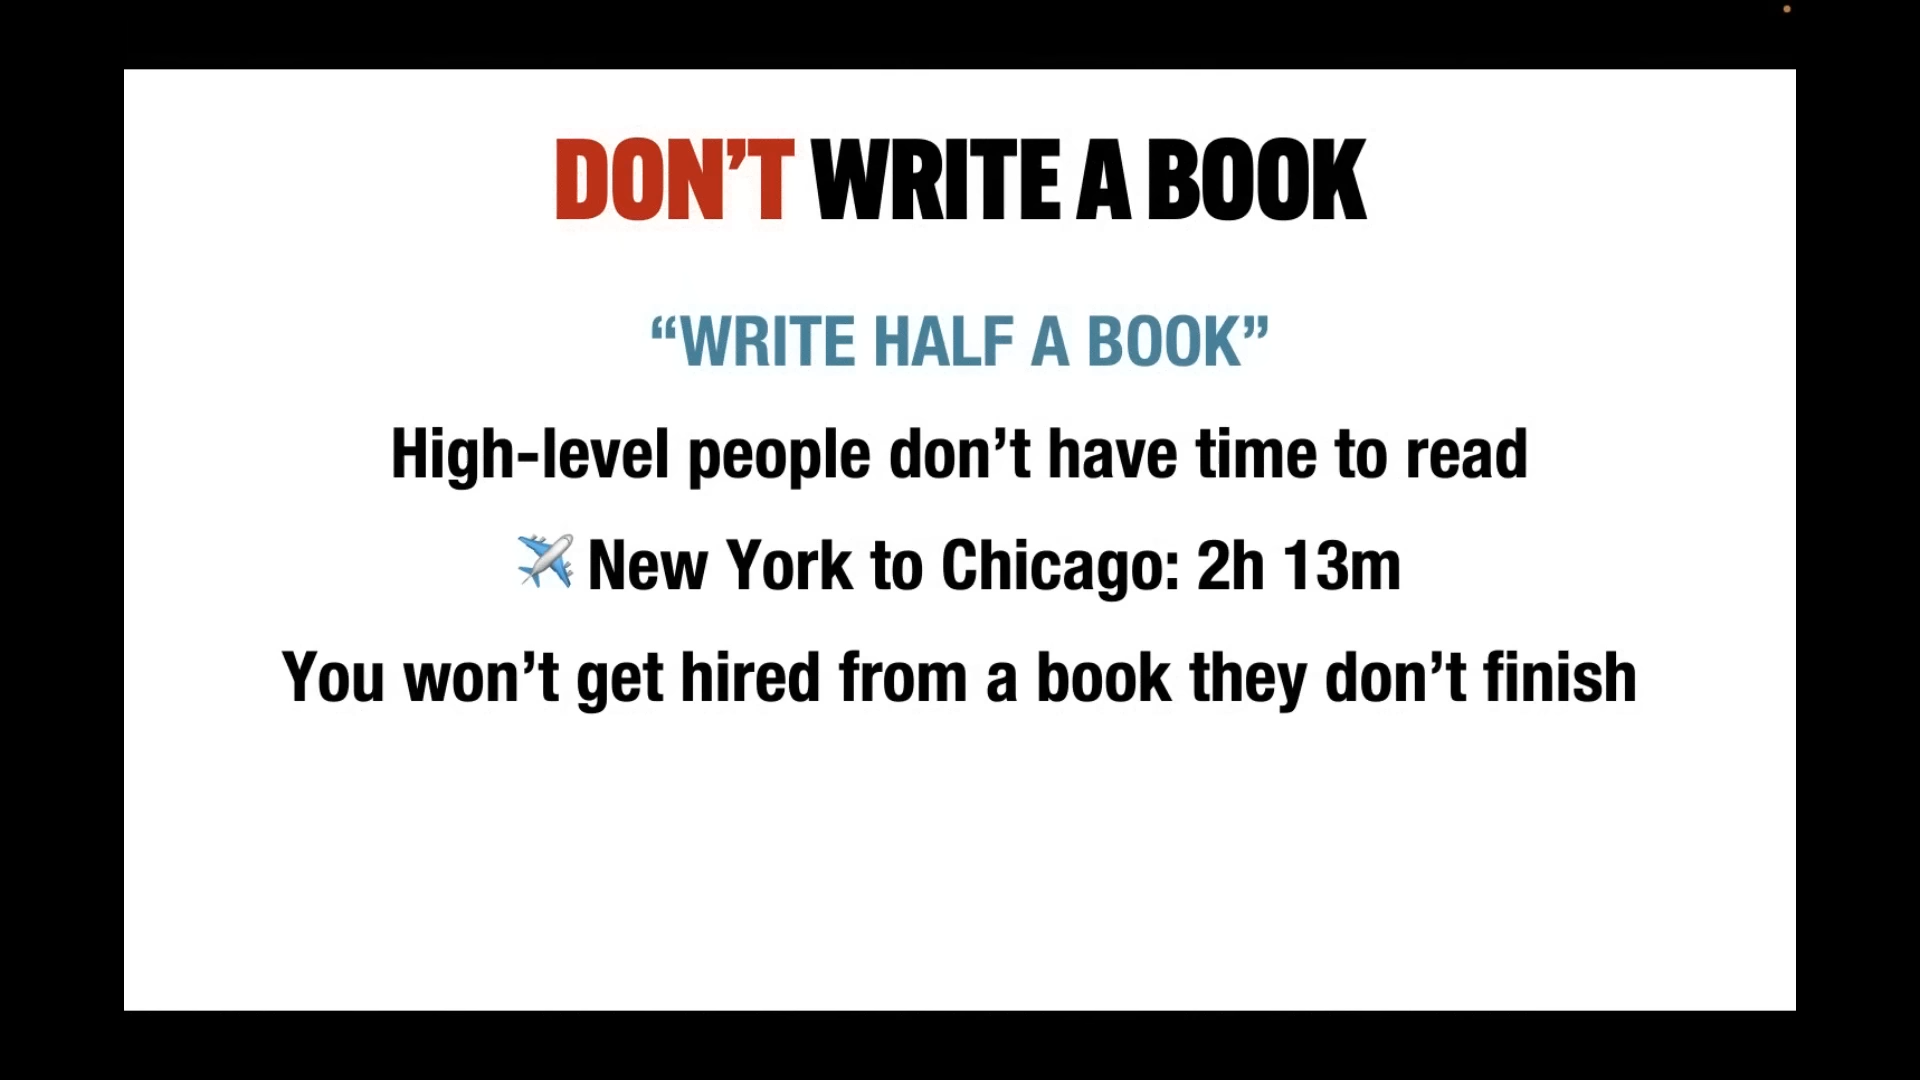 DON’T WRITE A BOOK
“WRITE HALF A BOOK”
High-level people don’t have time to read
✈️ New York to Chicago: 2h 13m
You won’t get hired from a book they don’t finish